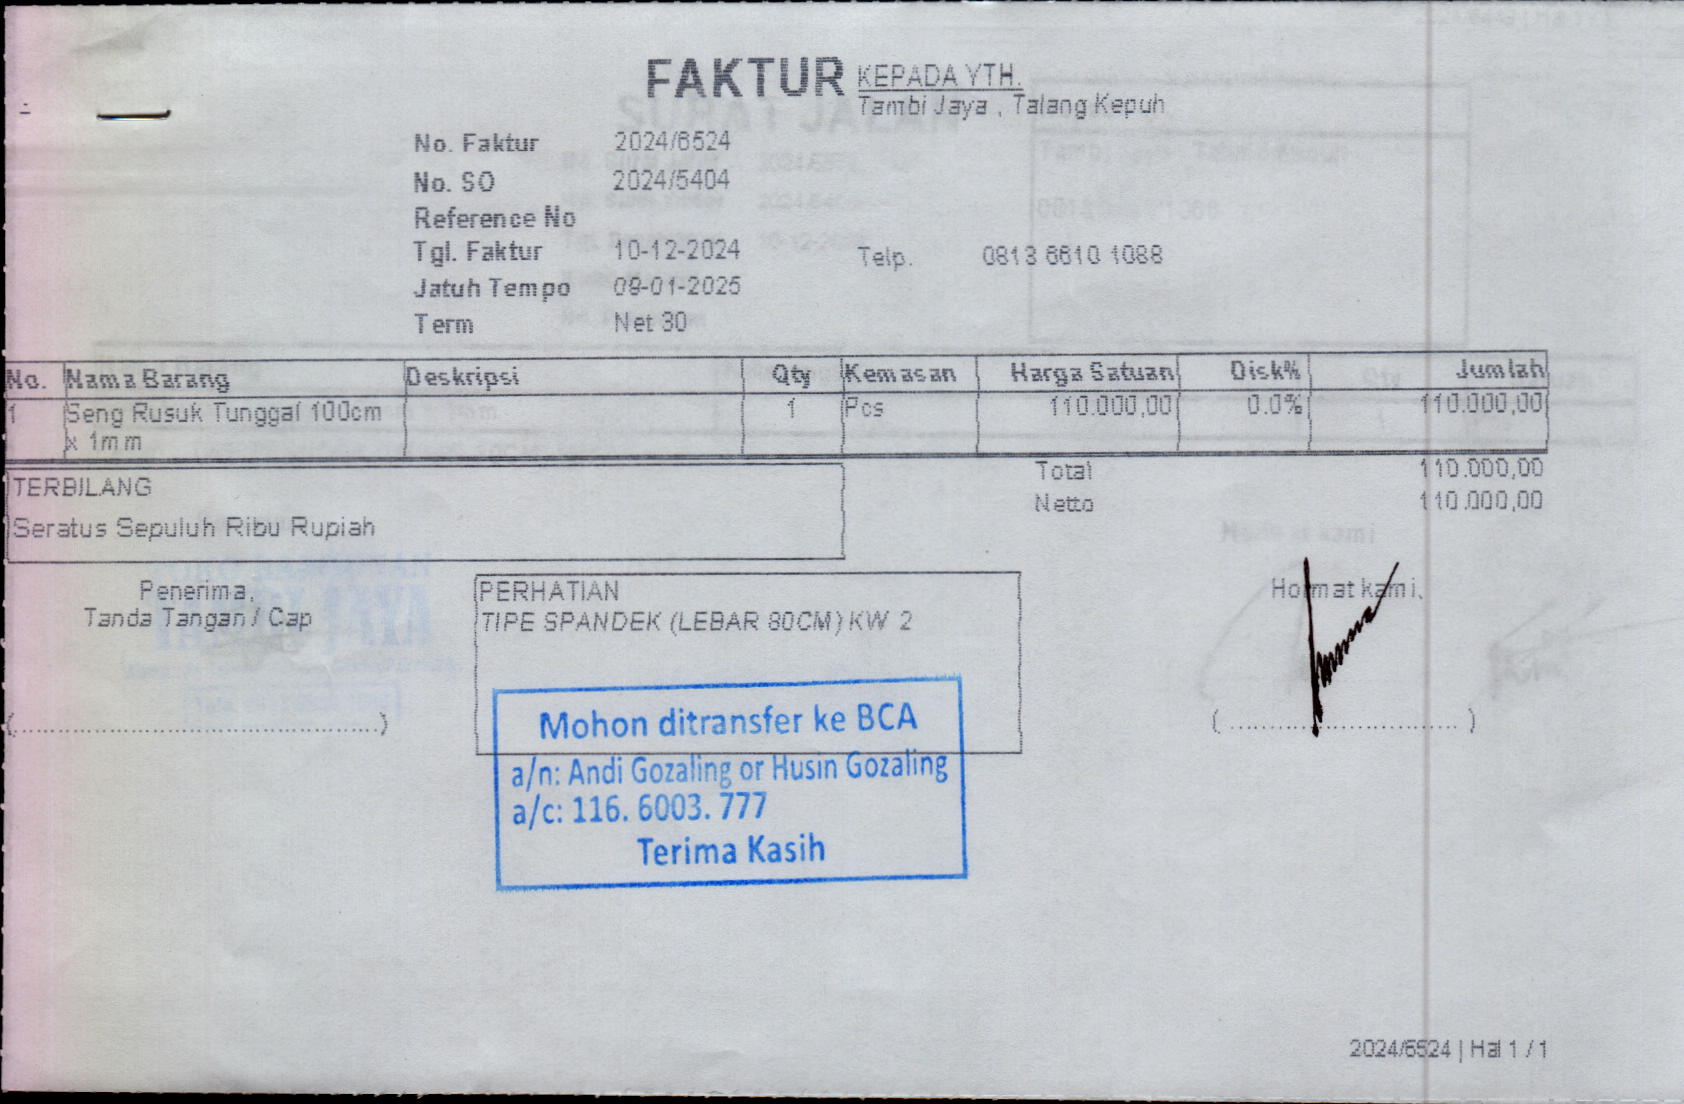 FAKTUR
KEPADA YTH.
Tambi Jaya , Talang Kepuh
No. Faktur 2024/6524
No. SO 2024/5404
Reference No
Tgl. Faktur 10-12-2024
Telp. 0813 6610 1088
Jatuh Tempo 09-01-2025
Term Net 30
No. Nama Barang Deskripsi Qty Kemasan Harga Satuan Disk% Jumlah
1 Seng Rusuk Tunggal 100cm 1 Pcs 110.000,00 0.0% 110.000,00
x 1mm
Total 110.000,00
Netto 110.000,00
TERBILANG
Seratus Sepuluh Ribu Rupiah
Penerima,
Tanda Tangan / Cap
(...................................................)
PERHATIAN
TIPE SPANDEK (LEBAR 80CM) KW 2
Hormat kami,
(................................)
Mohon ditransfer ke BCA
a/n: Andi Gozaling or Husin Gozaling
a/c: 116. 6003. 777
Terima Kasih
2024/6524 | Hal 1 / 1